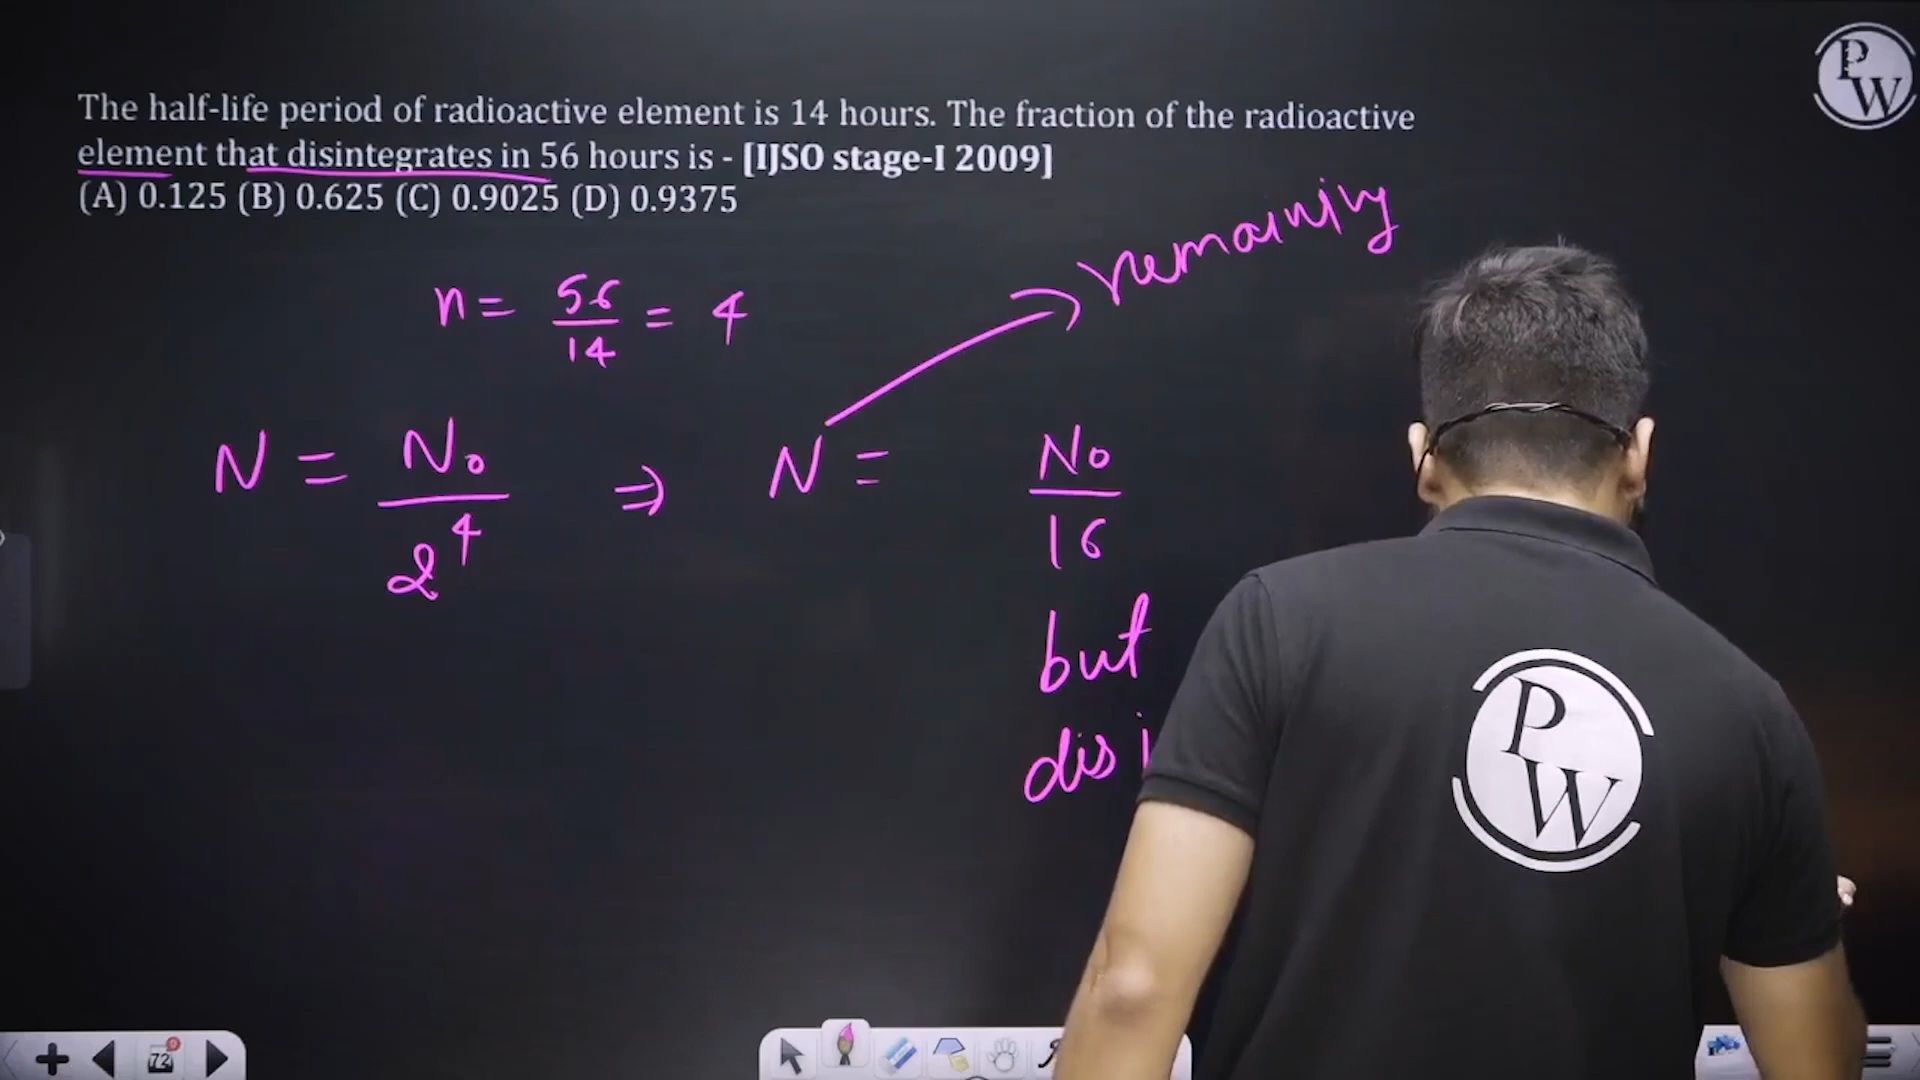 The half-life period of radioactive element is 14 hours. The fraction of the radioactive
element that disintegrates in 56 hours is - [IJSO stage-I 2009]
(A) 0.125 (B) 0.625 (C) 0.9025 (D) 0.9375
remaining
n = 56/14 = 4
N = N₀/2⁴ ⇒ N = N₀/16
but
dis
PW
PW
72